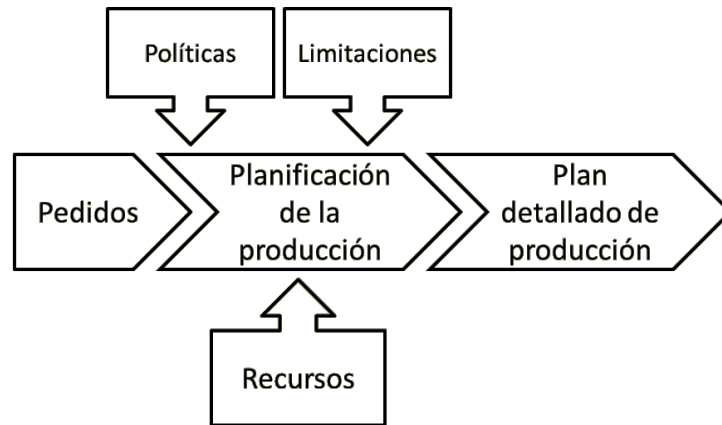 Políticas
Limitaciones
Pedidos
Planificación
de la
producción
Plan
detallado de
producción
Recursos